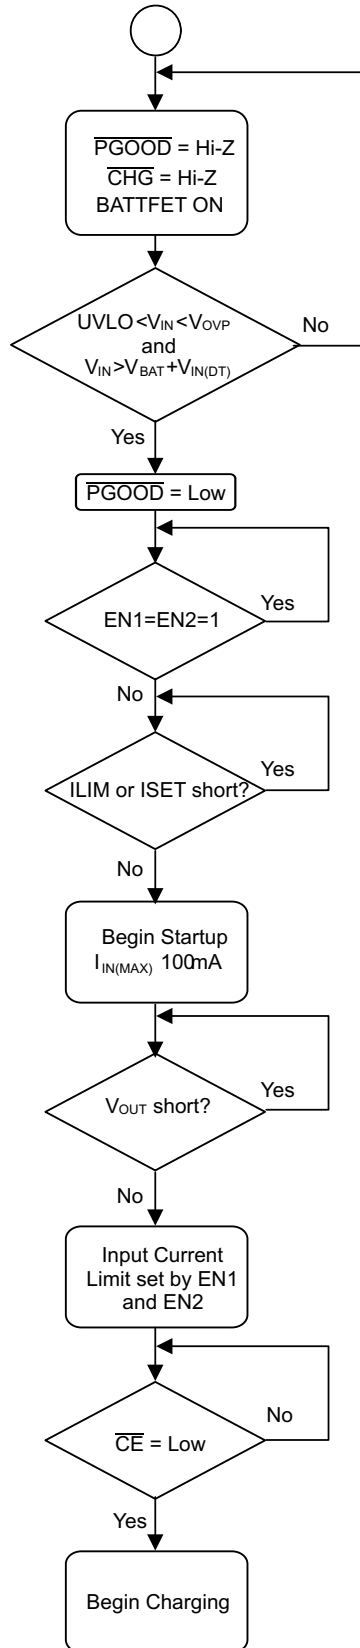 PGOOD = Hi-Z
CHG = Hi-Z
BATTFET ON
UVLO<VIN<VOVP
and
VIN>VBAT+VIN(DT)
No
Yes
PGOOD = Low
EN1=EN2=1
Yes
No
ILIM or ISET short?
Yes
No
Begin Startup
IIN(MAX) 100mA
VOUT short?
Yes
No
Input Current
Limit set by EN1
and EN2
CE = Low
No
Yes
Begin Charging